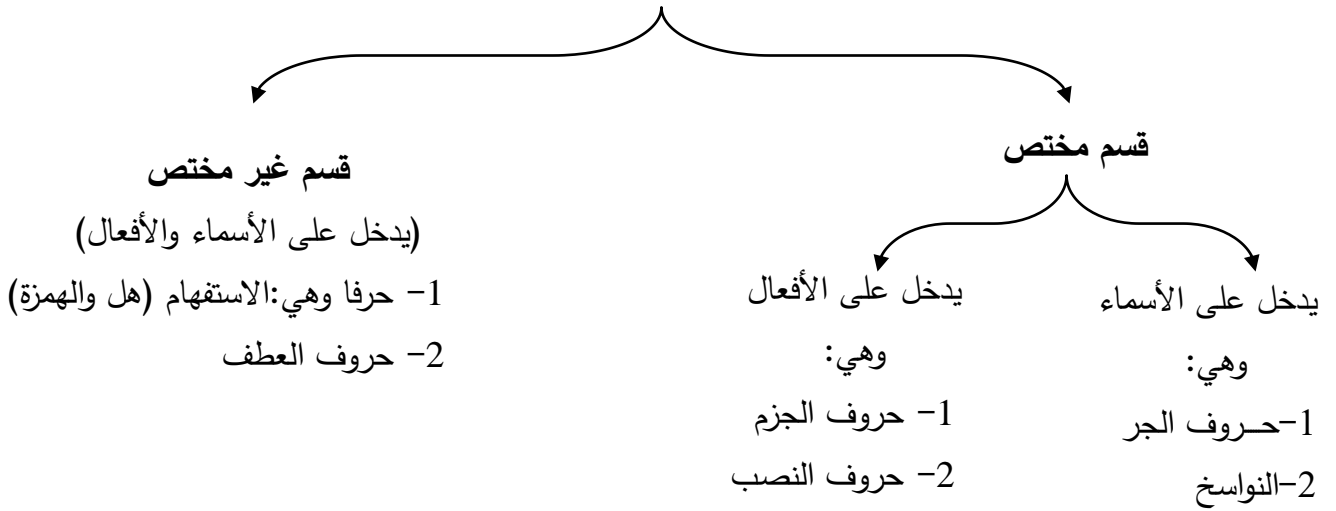 قسم مختص
يدخل على الأسماء
وهي:
1-حـروف الجر
2-النواسخ
يدخل على الأفعال
وهي:
1- حروف الجزم
2- حروف النصب
قسم غير مختص
(يدخل على الأسماء والأفعال)
1- حرفا وهي:الاستفهام (هل والهمزة)
2- حروف العطف